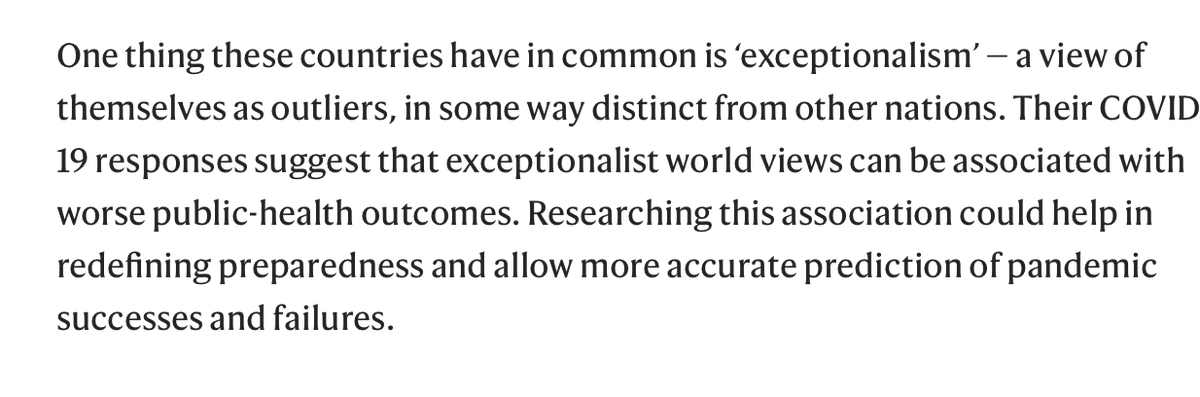 One thing these countries have in common is ‘exceptionalism’ — a view of
themselves as outliers, in some way distinct from other nations. Their COVID
19 responses suggest that exceptionalist world views can be associated with
worse public-health outcomes. Researching this association could help in
redefining preparedness and allow more accurate prediction of pandemic
successes and failures.